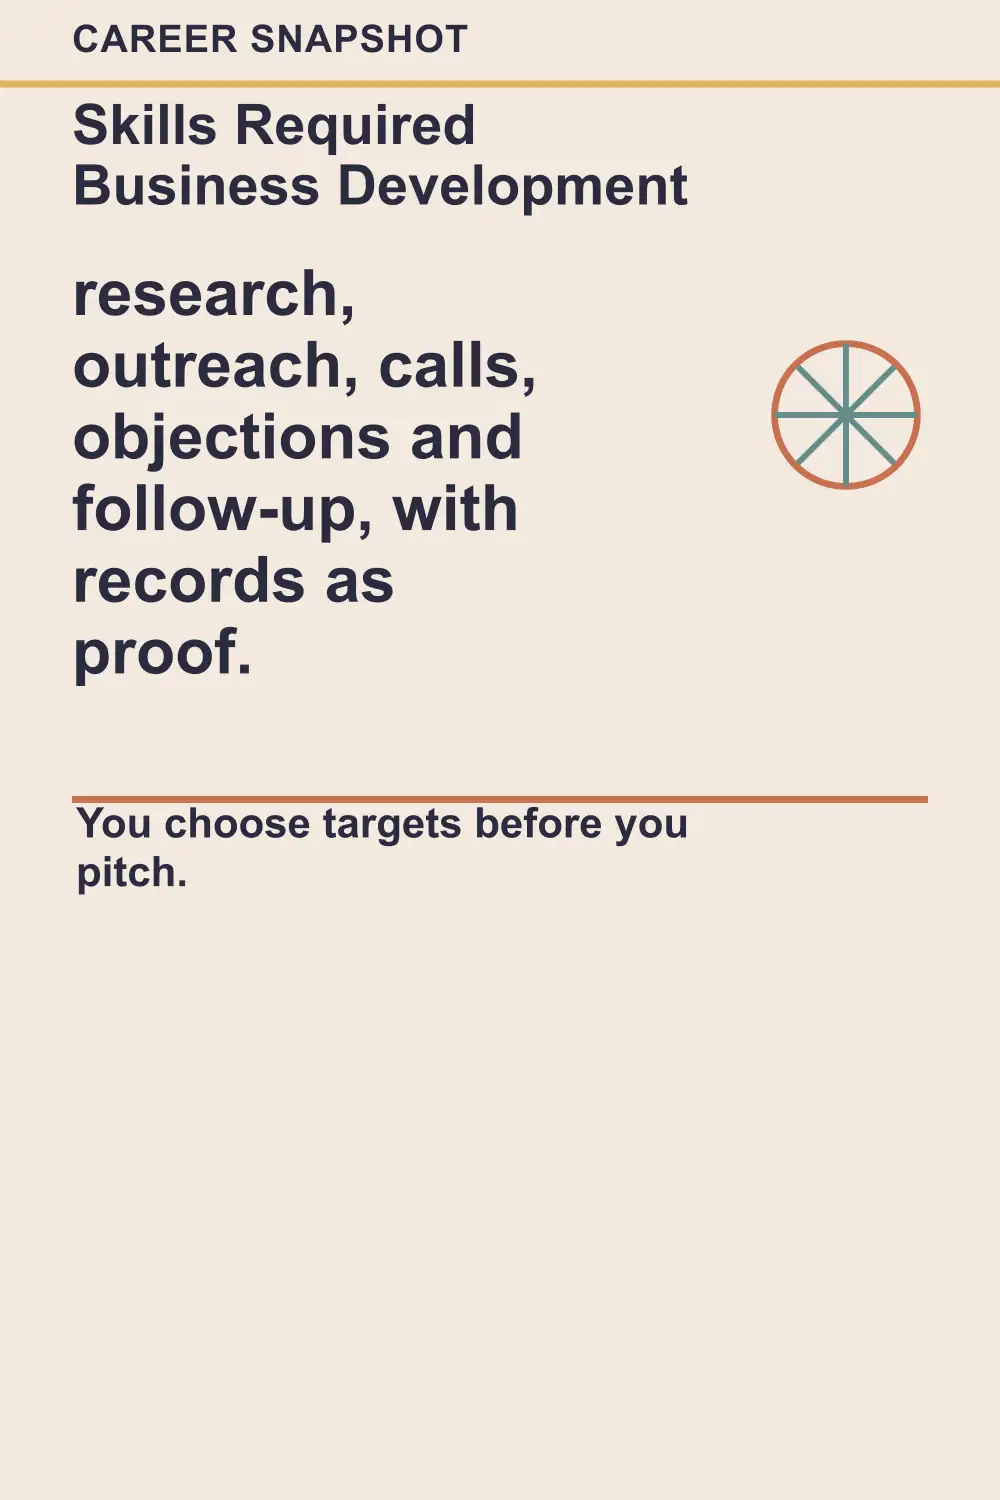 CAREER SNAPSHOT
Skills Required
Business Development
research,
outreach, calls,
objections and
follow-up, with
records as
proof.
You choose targets before you
pitch.